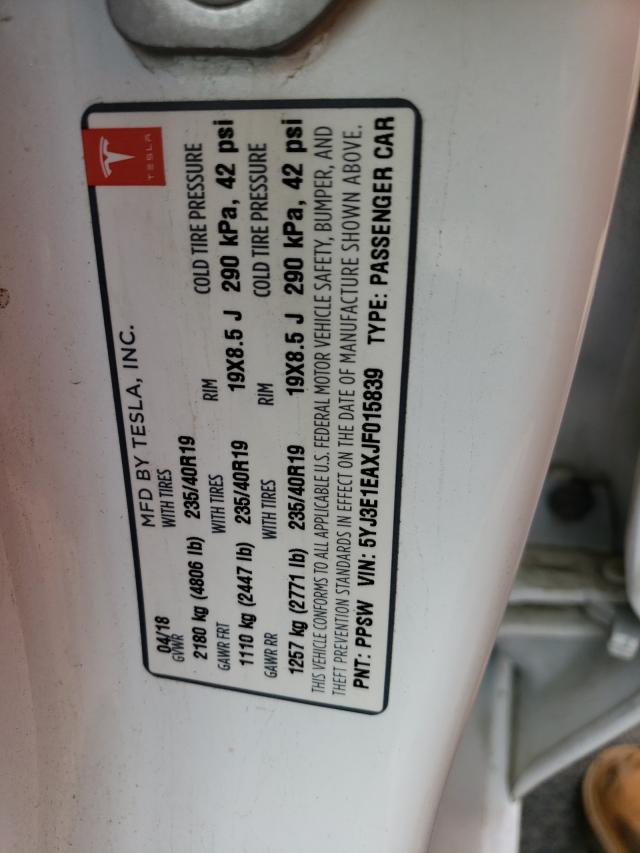 TESLA
MFD BY TESLA, INC.
04/18
GVWR WITH TIRES RIM COLD TIRE PRESSURE
2180 kg (4806 lb) 235/40R19 19X8.5 J 290 kPa, 42 psi
GAWR FRT WITH TIRES RIM COLD TIRE PRESSURE
1110 kg (2447 lb) 235/40R19 19X8.5 J 290 kPa, 42 psi
GAWR RR WITH TIRES
1257 kg (2771 lb) 235/40R19
THIS VEHICLE CONFORMS TO ALL APPLICABLE U.S. FEDERAL MOTOR VEHICLE SAFETY, BUMPER, AND
THEFT PREVENTION STANDARDS IN EFFECT ON THE DATE OF MANUFACTURE SHOWN ABOVE.
PNT: PPSW VIN: 5YJ3E1EAXJF015839 TYPE: PASSENGER CAR